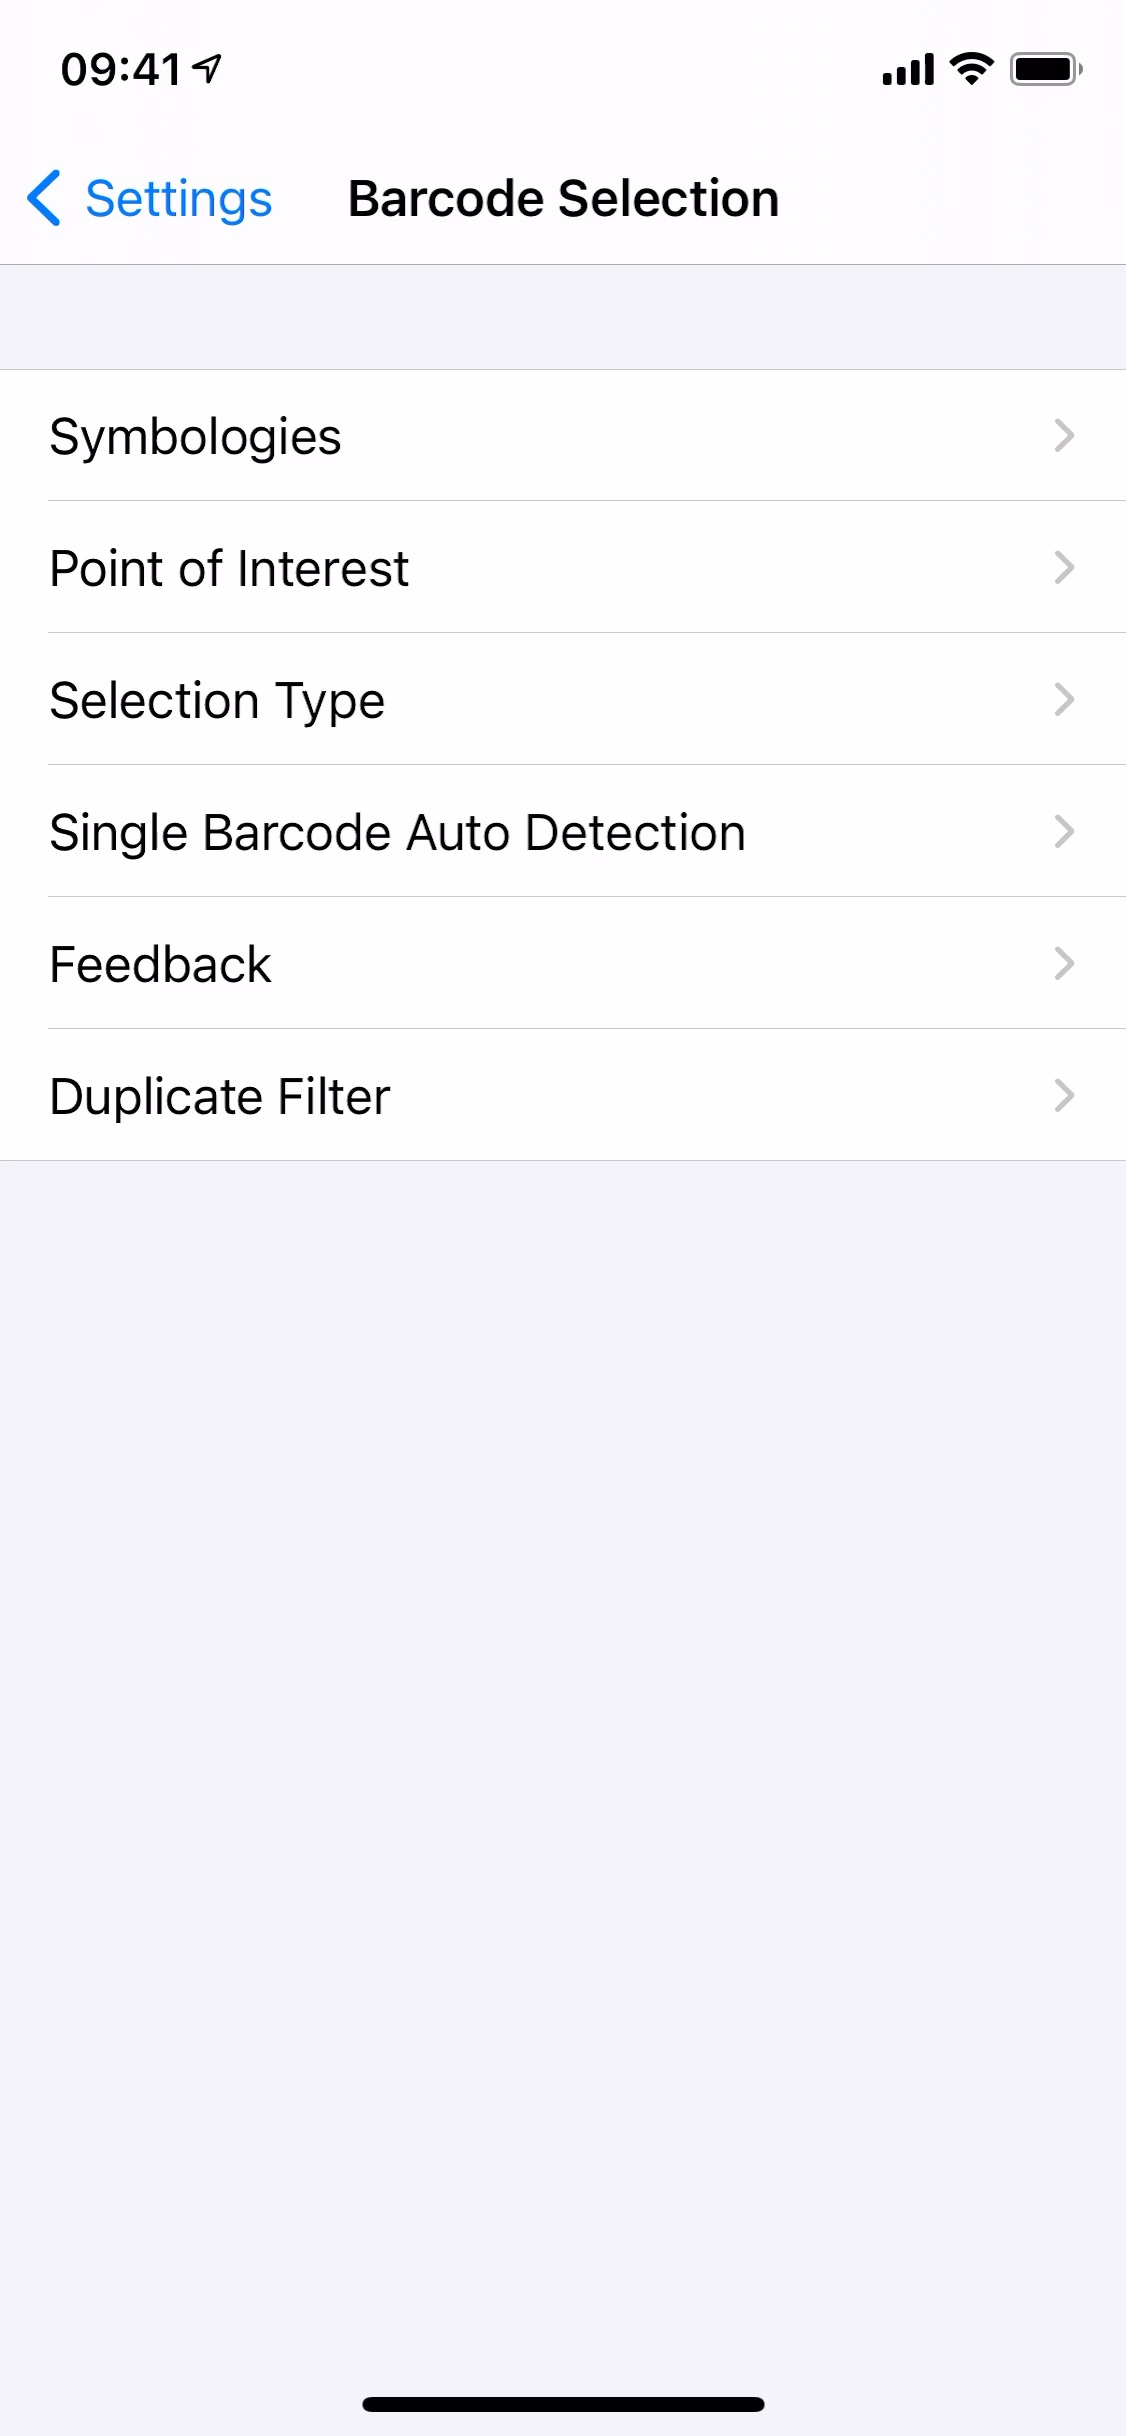 09:41
Settings
Barcode Selection
Symbologies
Point of Interest
Selection Type
Single Barcode Auto Detection
Feedback
Duplicate Filter